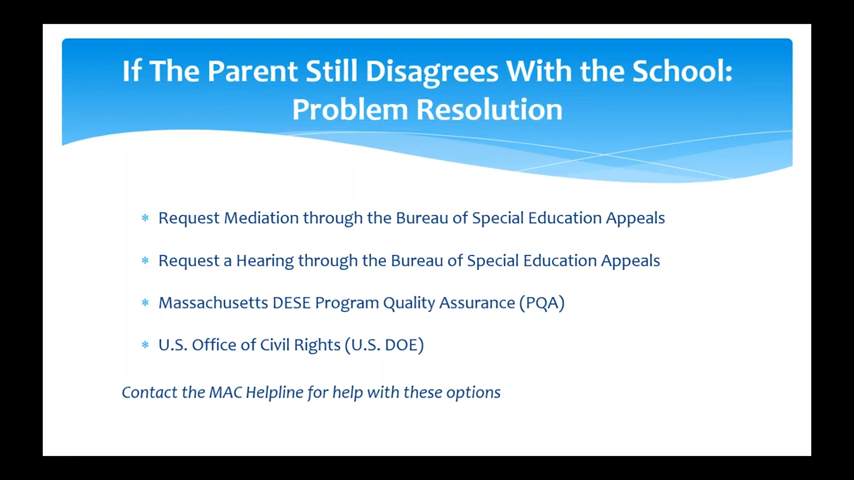 If The Parent Still Disagrees With the School:
Problem Resolution
* Request Mediation through the Bureau of Special Education Appeals
* Request a Hearing through the Bureau of Special Education Appeals
* Massachusetts DESE Program Quality Assurance (PQA)
* U.S. Office of Civil Rights (U.S. DOE)
Contact the MAC Helpline for help with these options